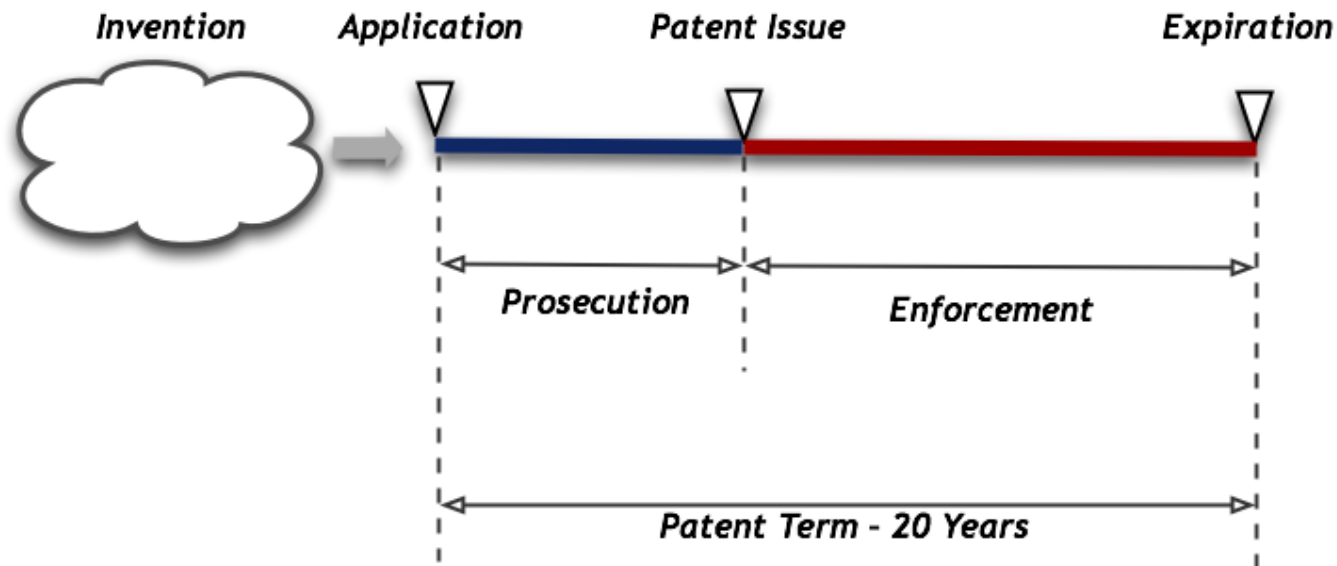 Invention
Application
Patent Issue
Expiration
Prosecution
Enforcement
Patent Term - 20 Years